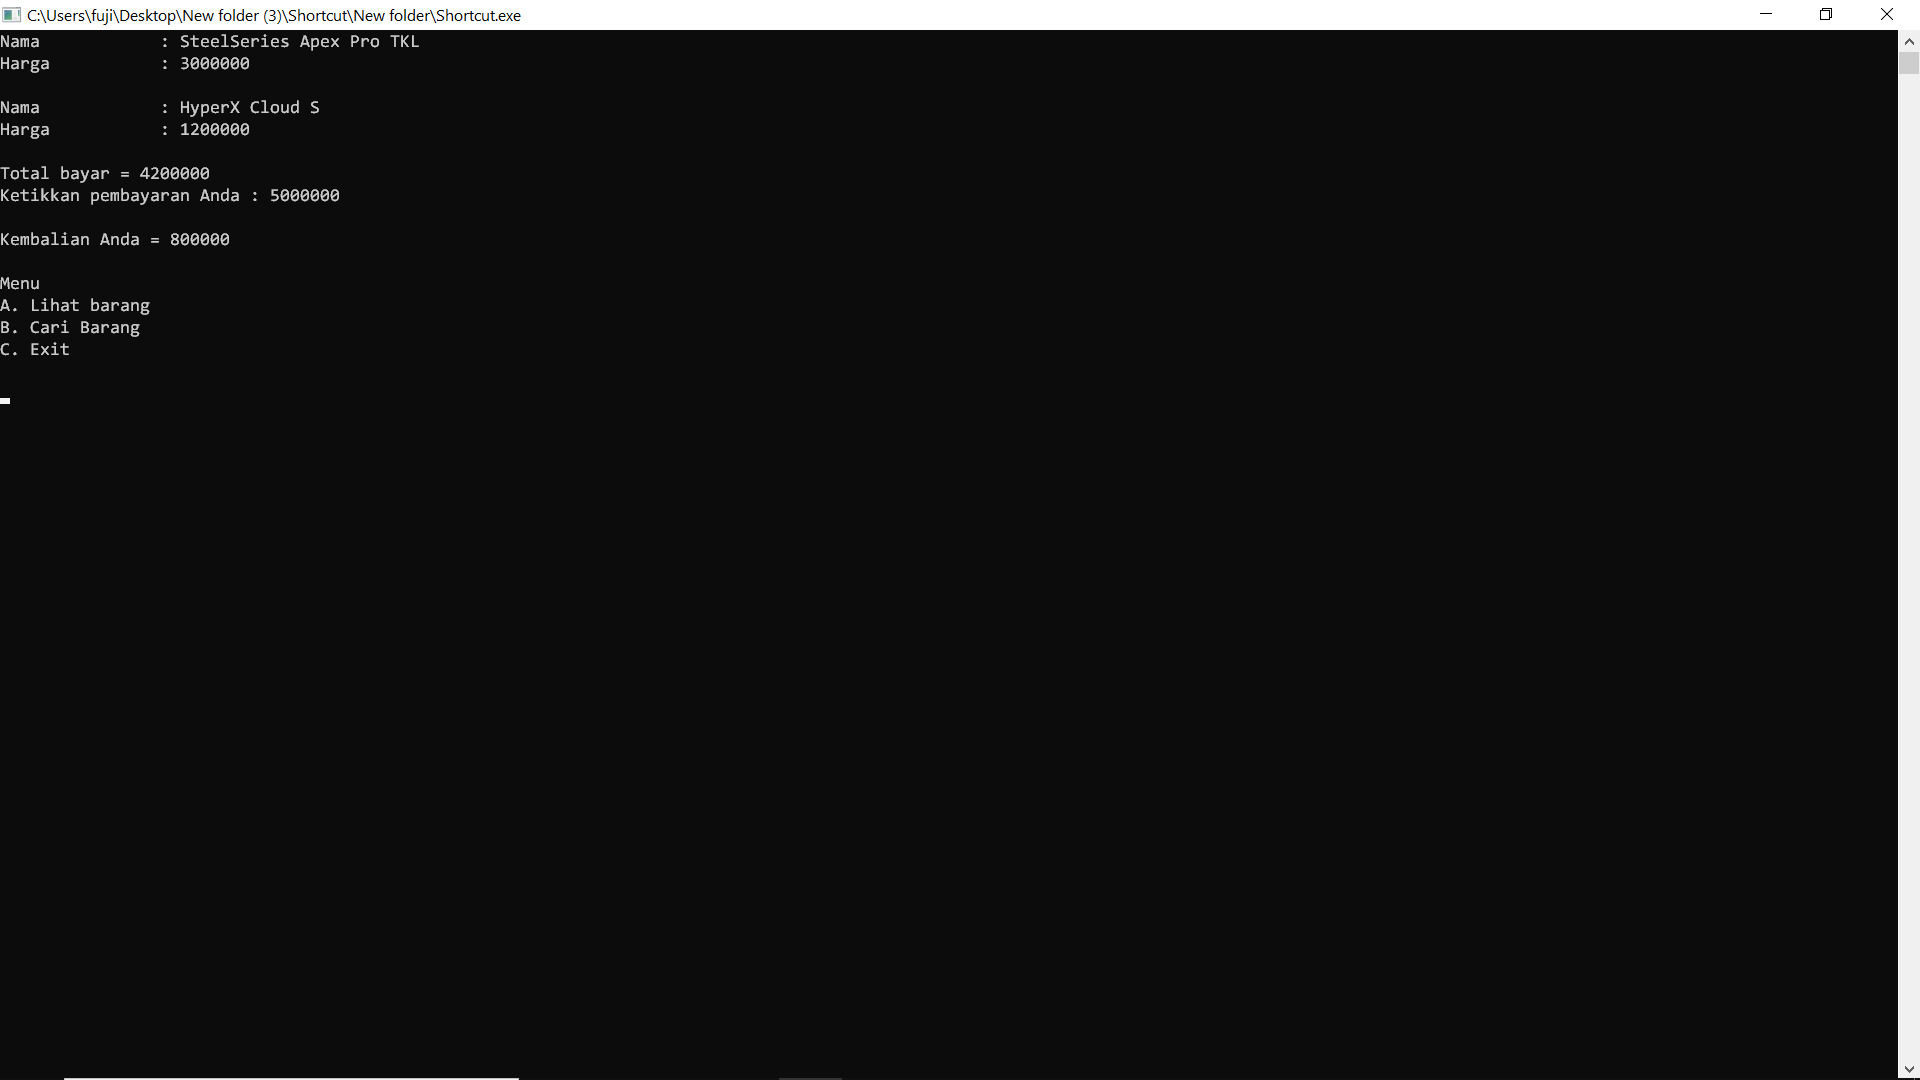 C:\Users\fuji\Desktop\New folder (3)\Shortcut\New folder\Shortcut.exe
Nama            : SteelSeries Apex Pro TKL
Harga           : 3000000
Nama            : HyperX Cloud S
Harga           : 1200000
Total bayar = 4200000
Ketikkan pembayaran Anda : 5000000
Kembalian Anda = 800000
Menu
A. Lihat barang
B. Cari Barang
C. Exit